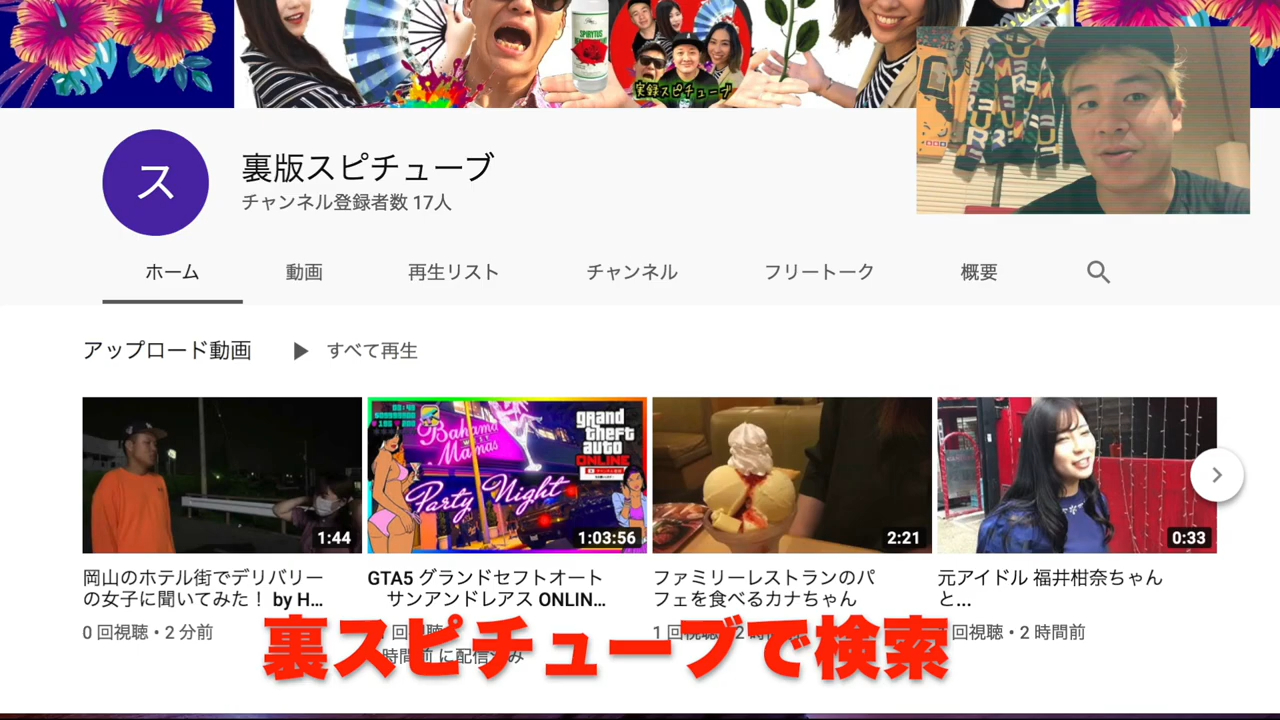 SPIRYTUS
実録スピチューブ
ス
裏版スピチューブ
チャンネル登録者数 17人
ホーム
動画
再生リスト
チャンネル
フリートーク
概要
アップロード動画
すべて再生
Bahama
Mamas
Party Night
grand
theft
auto
ONLINE
1:44
1:03:56
2:21
0:33
岡山のホテル街でデリバリー
の女子に聞いてみた！ by H...
0 回視聴・2 分前
GTA5 グランドセフトオート
サンアンドレアス ONLIN...
ファミリーレストランのパ
フェを食べるカナちゃん
元アイドル 福井柑奈ちゃん
と...
回視聴・2 時間前
裏スピチューブで検索